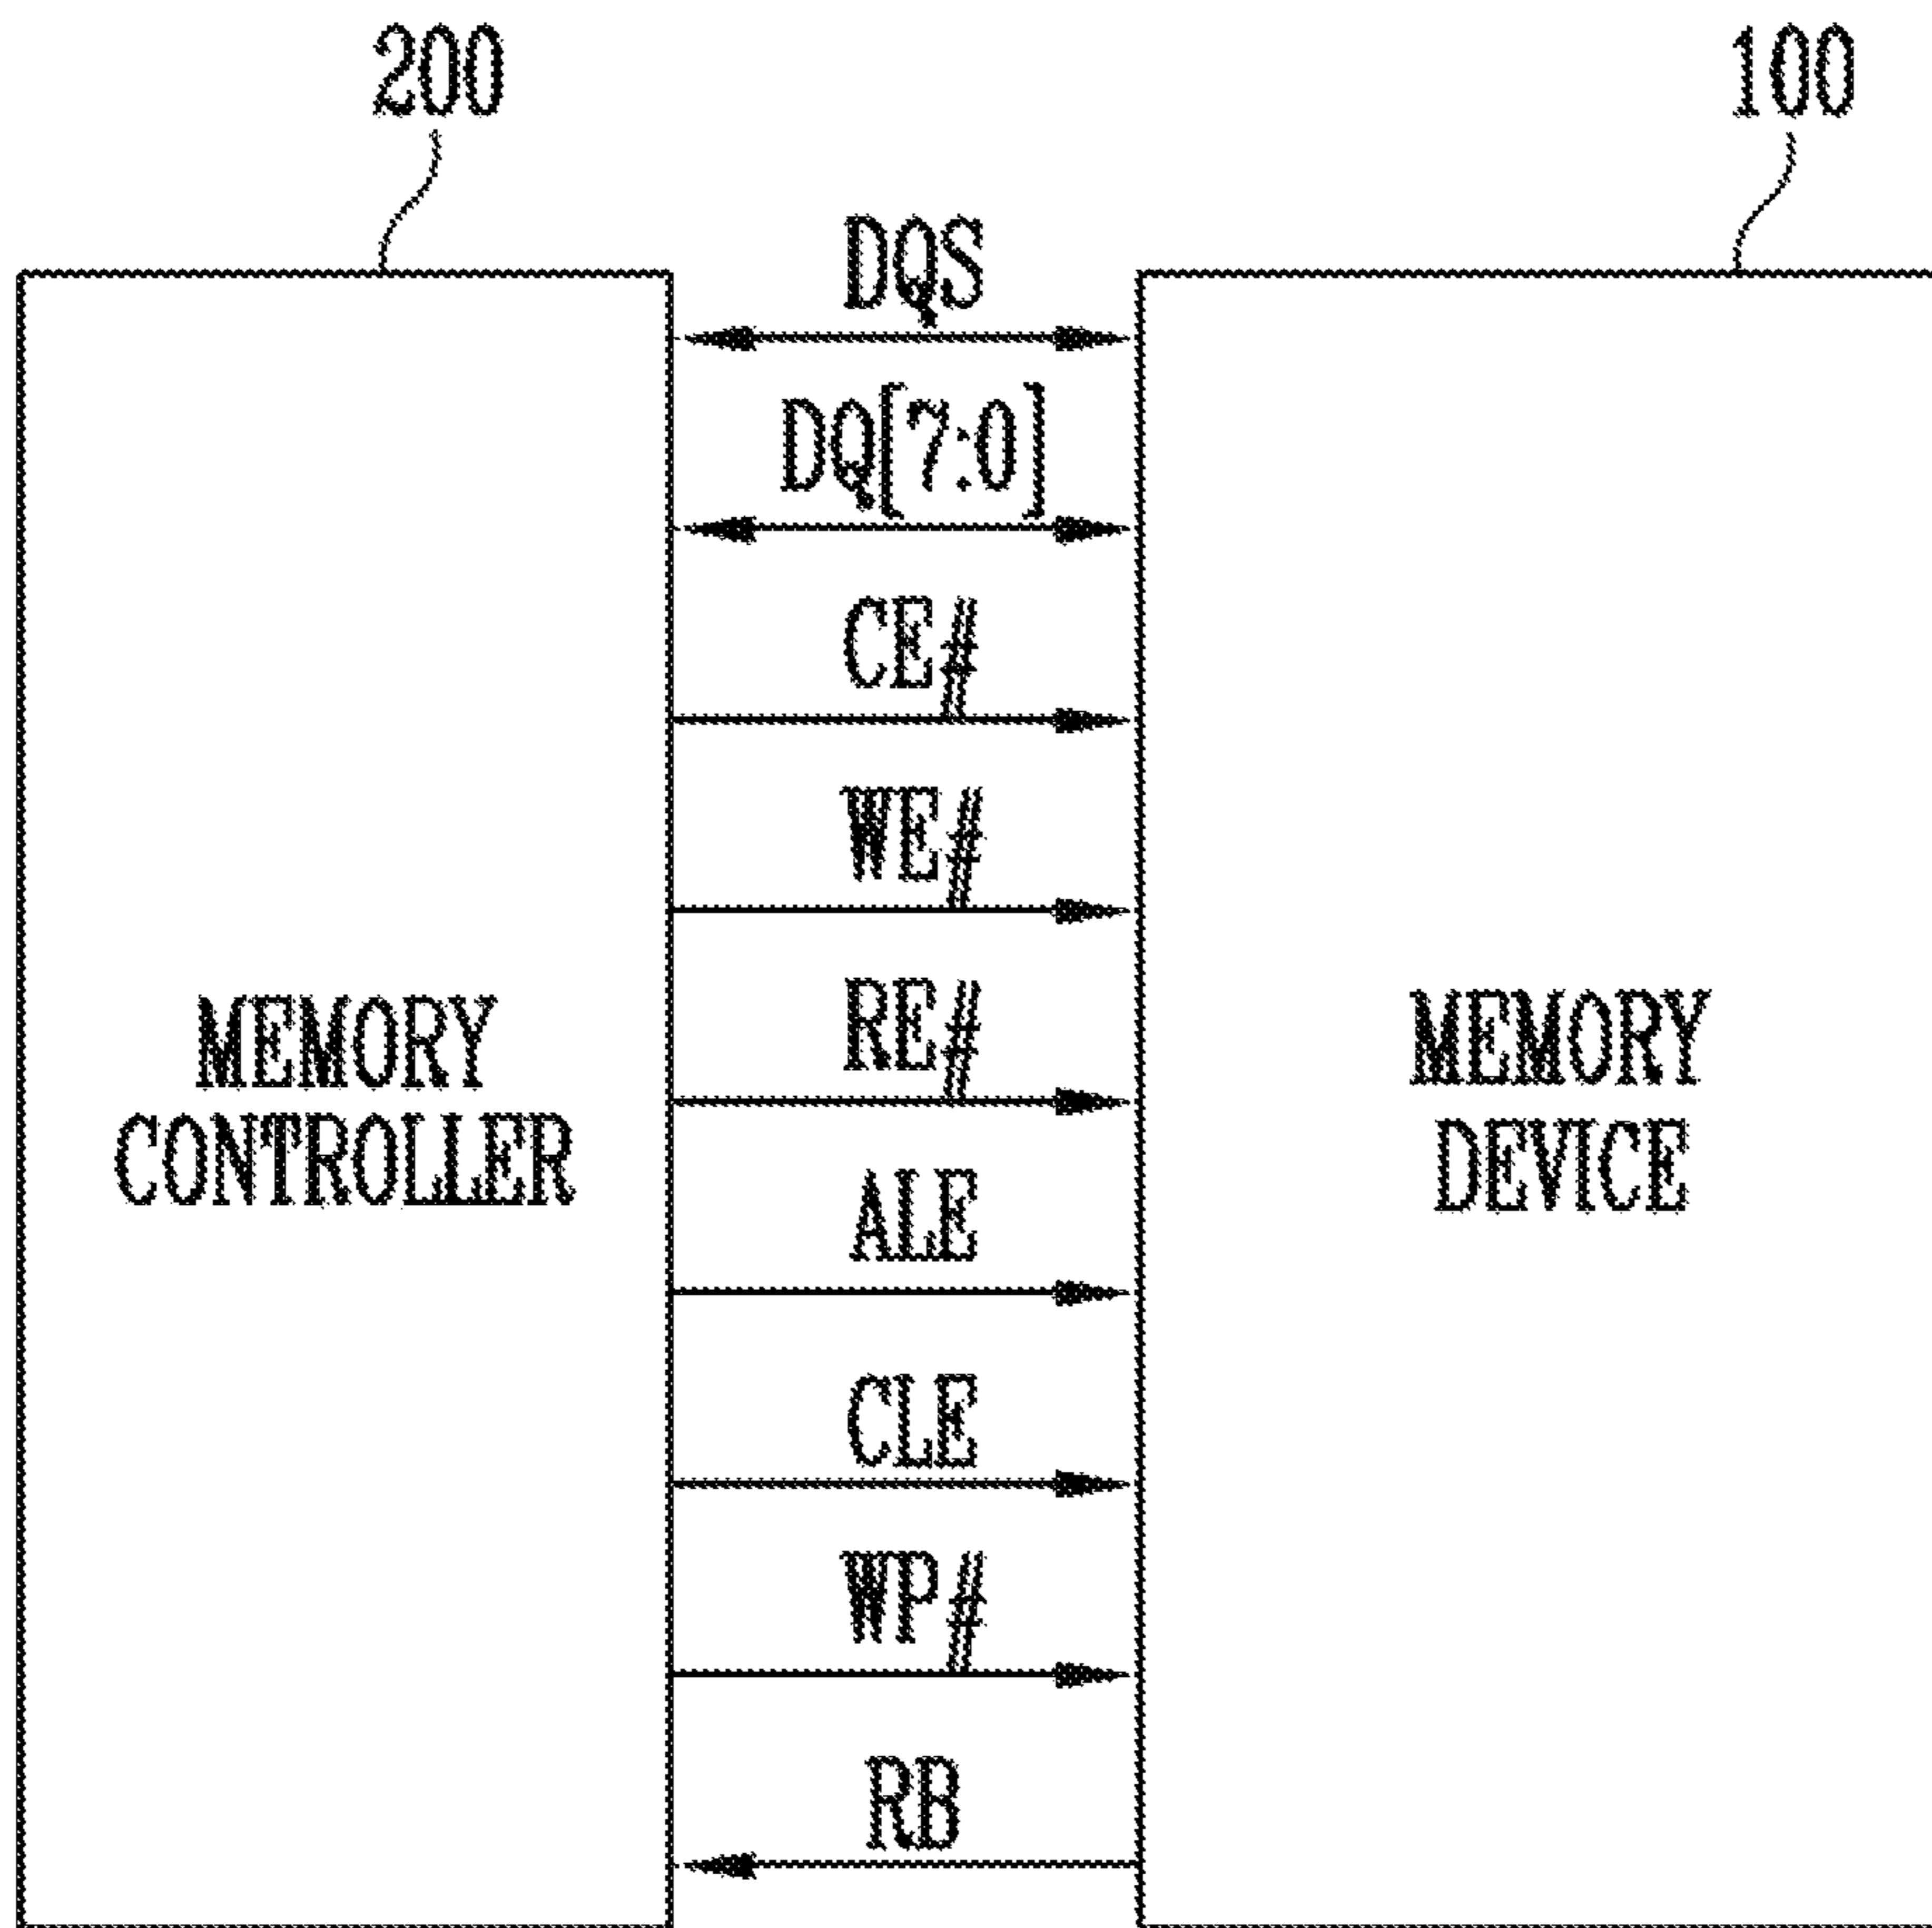 200
100
DQS
DQ[7:0]
CE#
WE#
RE#
MEMORY
CONTROLLER
MEMORY
DEVICE
ALE
CLE
WP#
RB